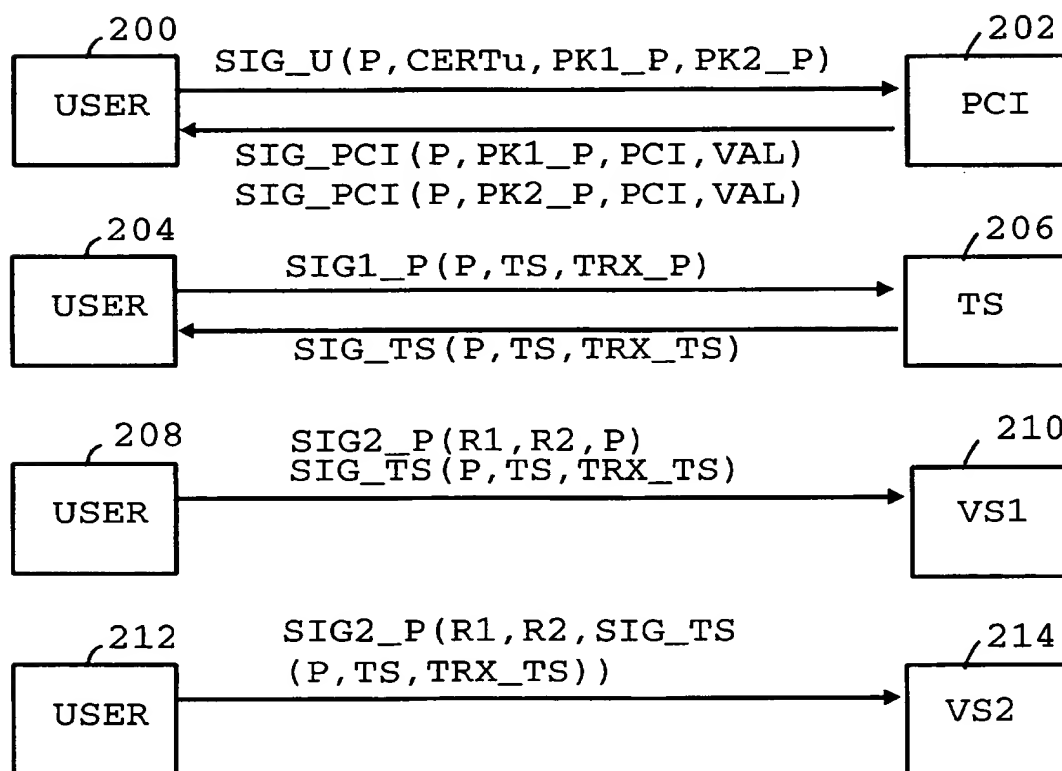 200
202
SIG_U(P,CERTu,PK1_P,PK2_P)
USER
PCI
SIG_PCI(P,PK1_P,PCI,VAL)
SIG_PCI(P,PK2_P,PCI,VAL)
204
206
SIG1_P(P,TS,TRX_P)
USER
TS
SIG_TS(P,TS,TRX_TS)
208
210
SIG2_P(R1,R2,P)
SIG_TS(P,TS,TRX_TS)
USER
VS1
212
214
SIG2_P(R1,R2,SIG_TS
(P,TS,TRX_TS))
USER
VS2